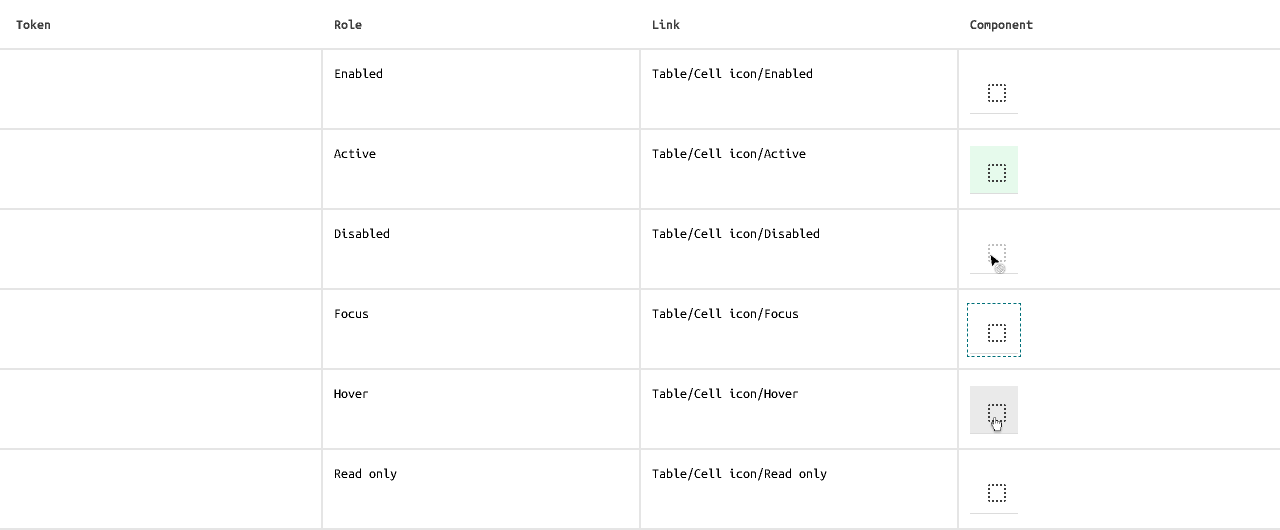 Token Role Link Component
Enabled Table/Cell icon/Enabled
Active Table/Cell icon/Active
Disabled Table/Cell icon/Disabled
Focus Table/Cell icon/Focus
Hover Table/Cell icon/Hover
Read only Table/Cell icon/Read only